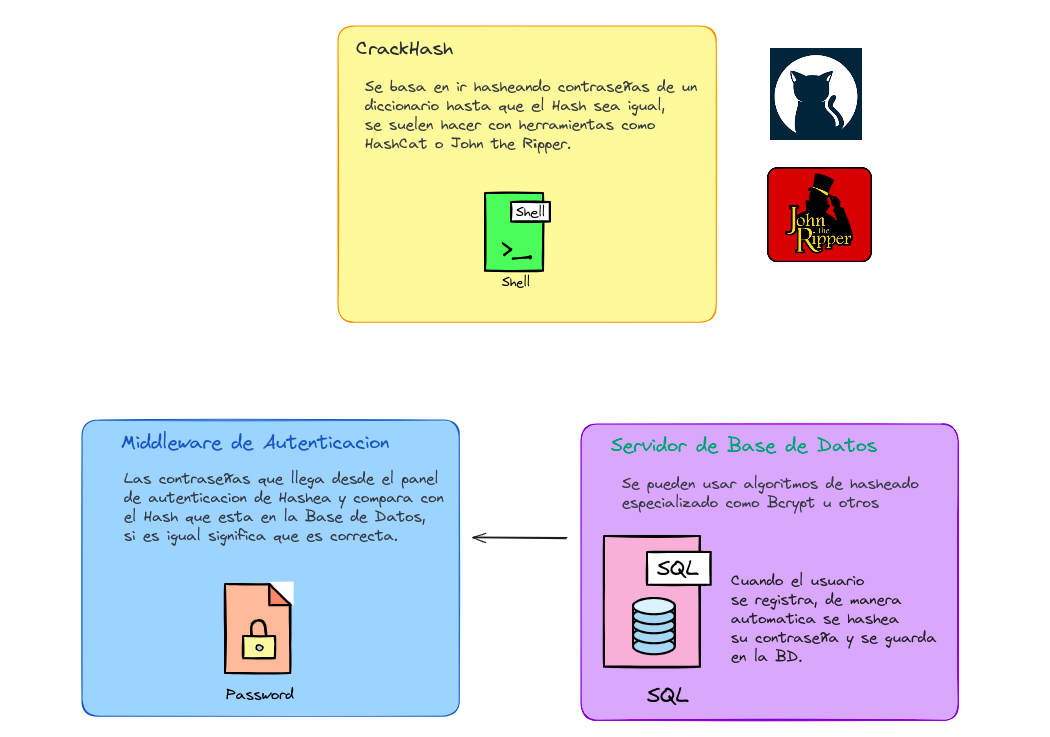 CrackHash
Se basa en ir hasheando contraseñas de un
diccionario hasta que el Hash sea igual,
se suelen hacer con herramientas como
HashCat o John the Ripper.
Shell
>_
Shell
John
the
Ripper
Middleware de Autenticacion
Las contraseñas que llega desde el panel
de autenticacion de Hashea y compara con
el Hash que esta en la Base de Datos,
si es igual significa que es correcta.
Password
Servidor de Base de Datos
Se pueden usar algoritmos de hasheado
especializado como Bcrypt u otros
SQL
Cuando el usuario
se registra, de manera
automatica se hashea
su contraseña y se guarda
en la BD.
SQL